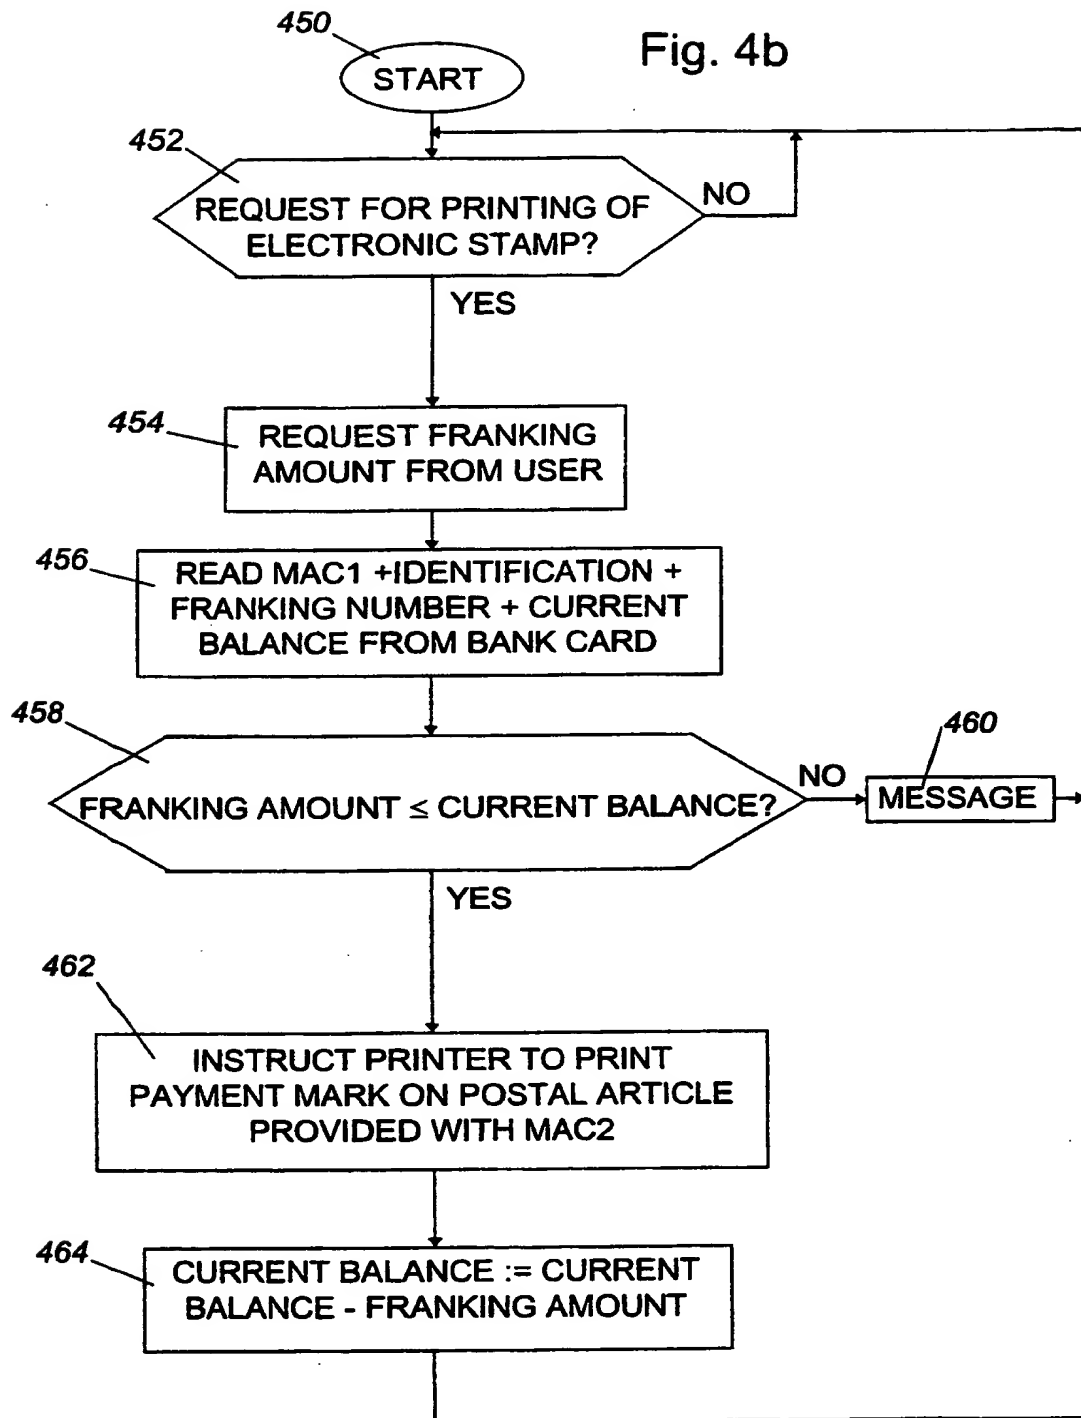 450
Fig. 4b
START
452
NO
REQUEST FOR PRINTING OF
ELECTRONIC STAMP?
YES
454
REQUEST FRANKING
AMOUNT FROM USER
456
READ MAC1 +IDENTIFICATION +
FRANKING NUMBER + CURRENT
BALANCE FROM BANK CARD
458
460
NO
FRANKING AMOUNT ≤ CURRENT BALANCE?
MESSAGE
YES
462
INSTRUCT PRINTER TO PRINT
PAYMENT MARK ON POSTAL ARTICLE
PROVIDED WITH MAC2
464
CURRENT BALANCE := CURRENT
BALANCE - FRANKING AMOUNT